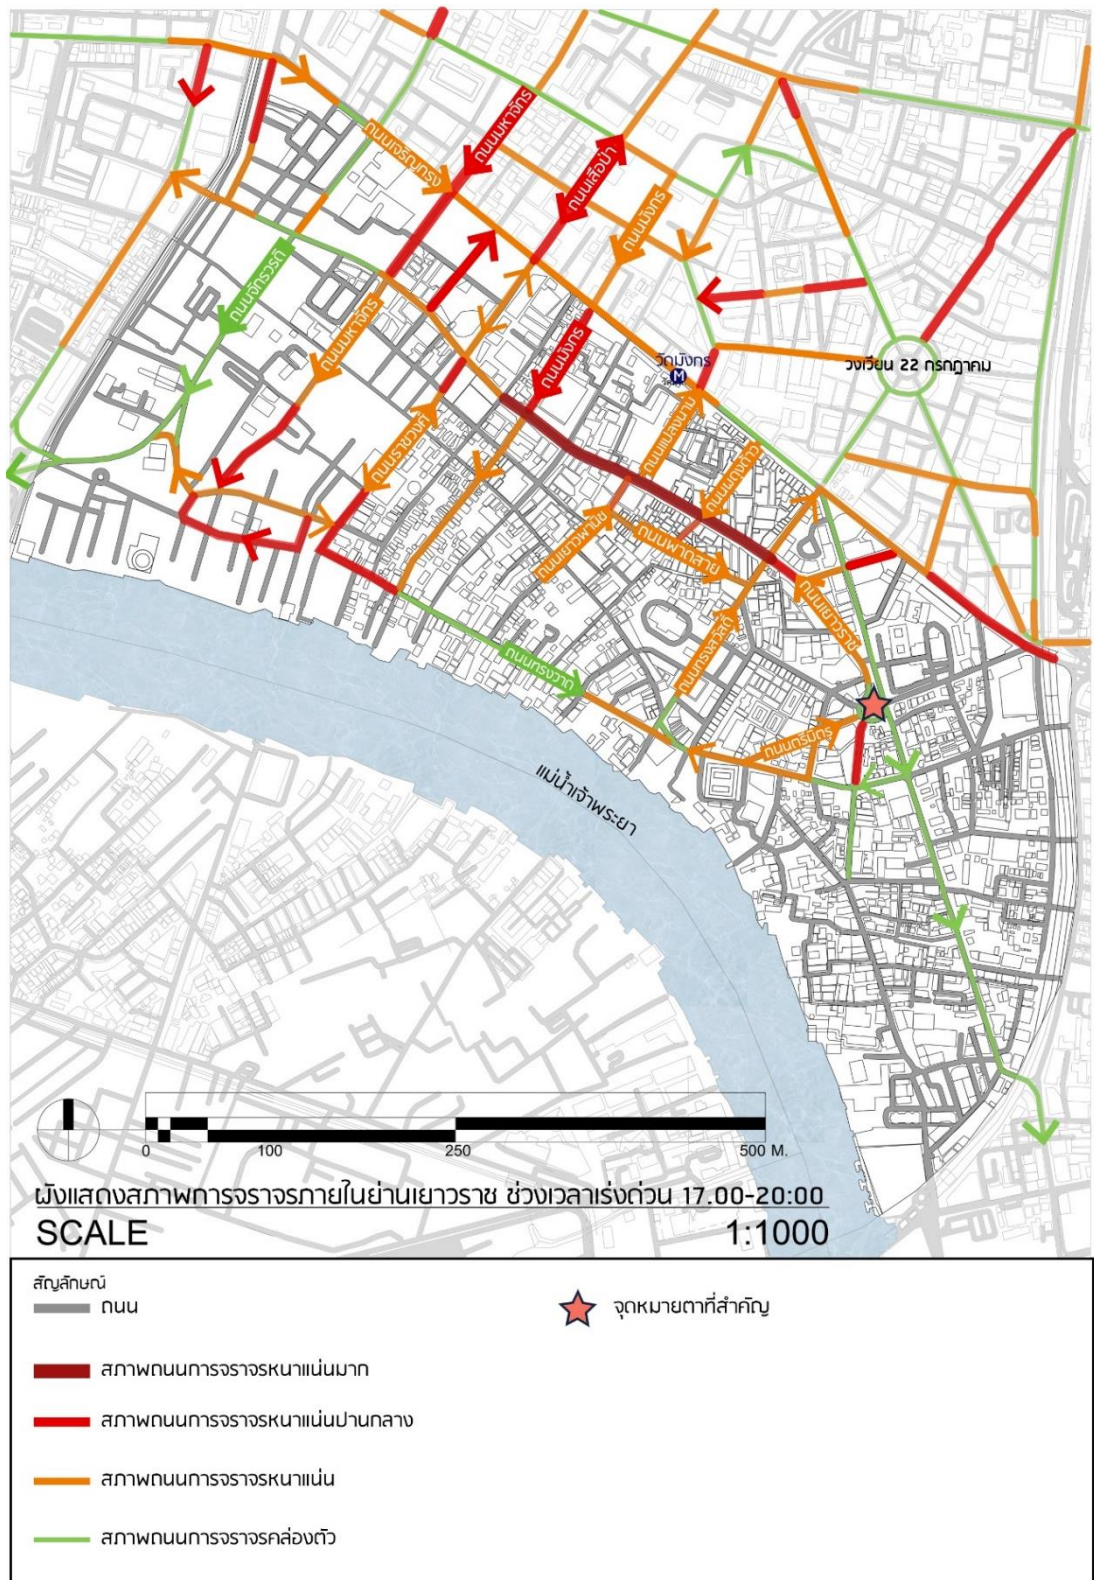 ถนนเจริญกรุง
ถนนมหาจักร
ถนนเสือป่า
ถนนมังกร
ถนนจักรวรรดิ
ถนนมหาจักร
ถนนมังกร
วัดมังกร
M
วงเวียน 22 กรกฎาคม
ถนนราชวงศ์
ถนนแปลงนาม
ถนนผดุงด้าว
ถนนเยาวพานิช
ถนนพาดสาย
ถนนเยาวราช
ถนนทรงสวัสดิ์
ถนนทรงวาด
ถนนตรีมิตร
แม่น้ำเจ้าพระยา
0 100 250 500 M.
ผังแสดงสภาพการจราจรภายในย่านเยาวราช ช่วงเวลาเร่งด่วน 17.00-20:00
SCALE 1:1000
สัญลักษณ์
ถนน จุดหมายตาที่สำคัญ
สภาพถนนการจราจรหนาแน่นมาก
สภาพถนนการจราจรหนาแน่นปานกลาง
สภาพถนนการจราจรหนาแน่น
สภาพถนนการจราจรคล่องตัว